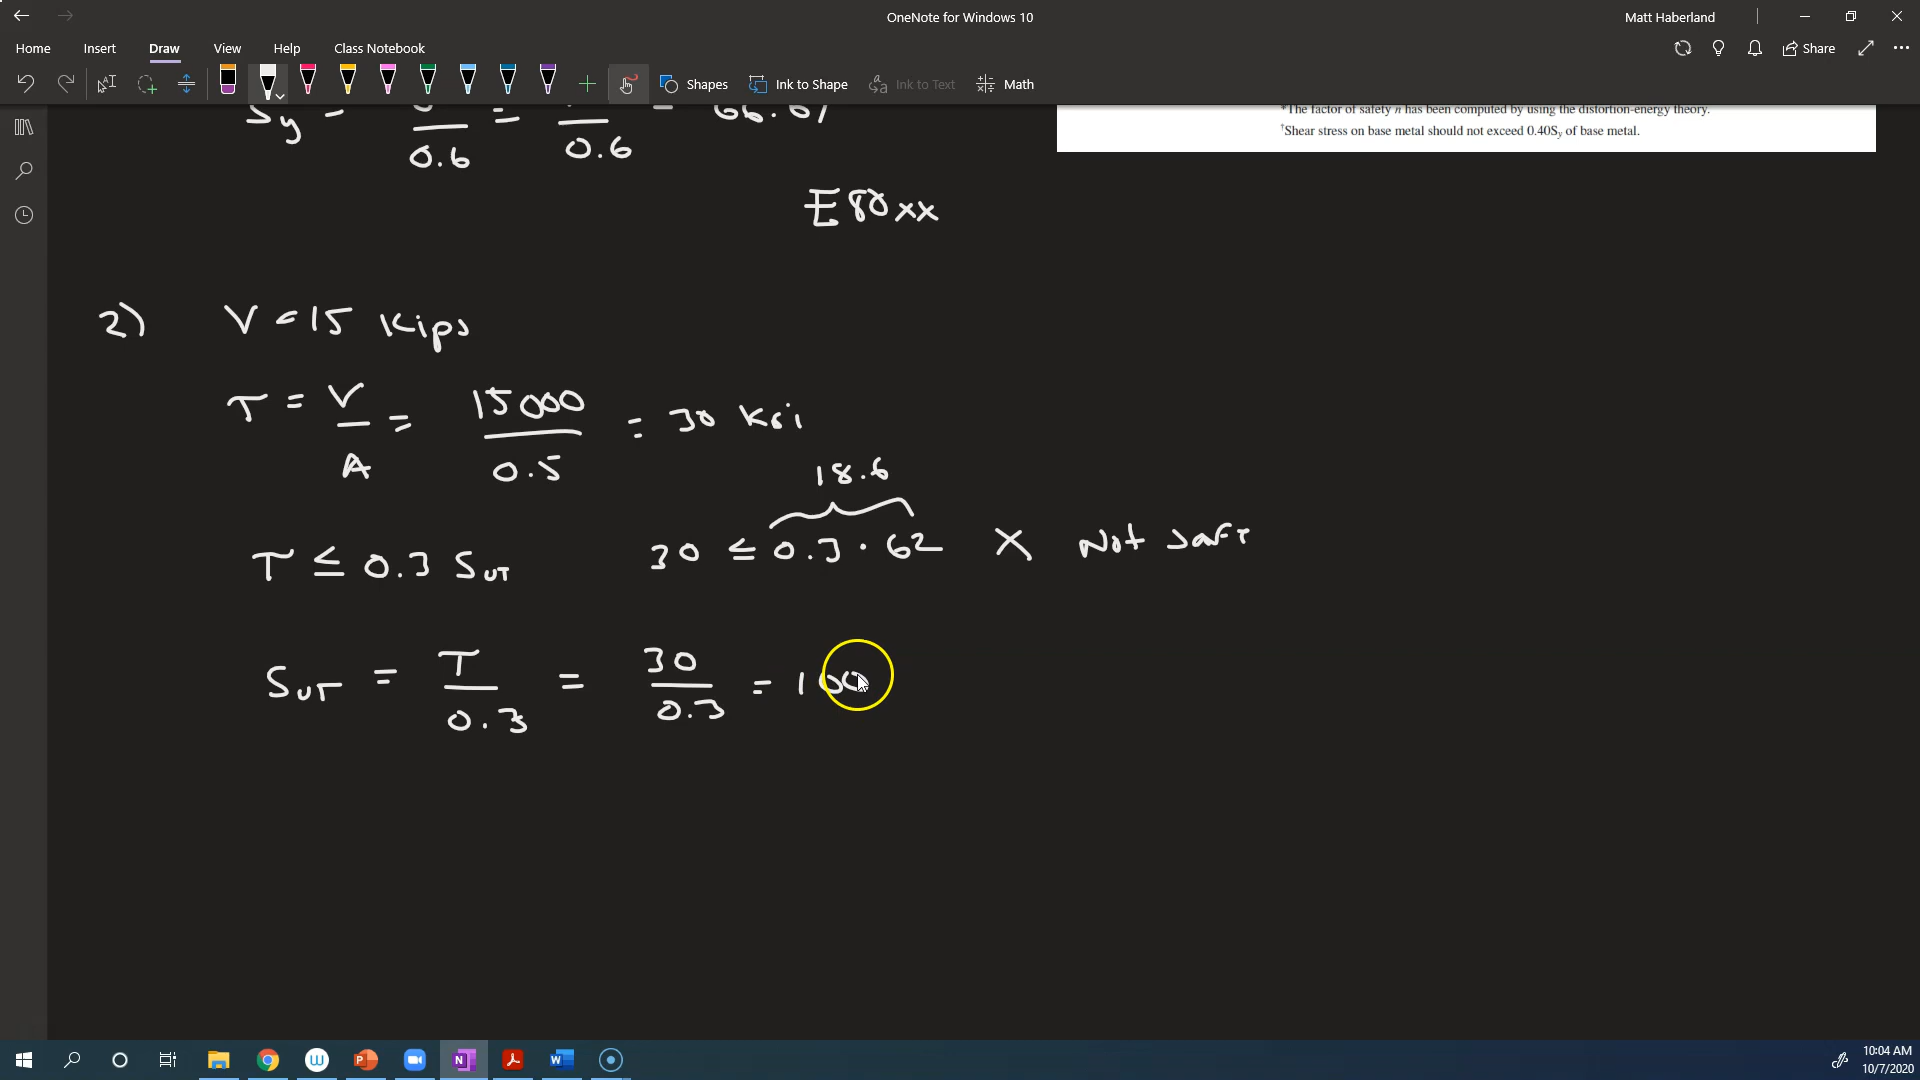 OneNote for Windows 10
Matt Haberland
Home Insert Draw View Help Class Notebook
Share
Shapes Ink to Shape Ink to Text Math
Sy = = = 66.67
0.6 0.6
*The factor of safety n has been computed by using the distortion-energy theory.
†Shear stress on base metal should not exceed 0.40Sy of base metal.
E80xx
2) V = 15 Kips
τ = V/A = 15000/0.5 = 30 Ksi
18.6
τ ≤ 0.3 SUT 30 ≤ 0.3 · 62 X Not safe
SUT = τ/0.3 = 30/0.3 = 100
10:04 AM
10/7/2020